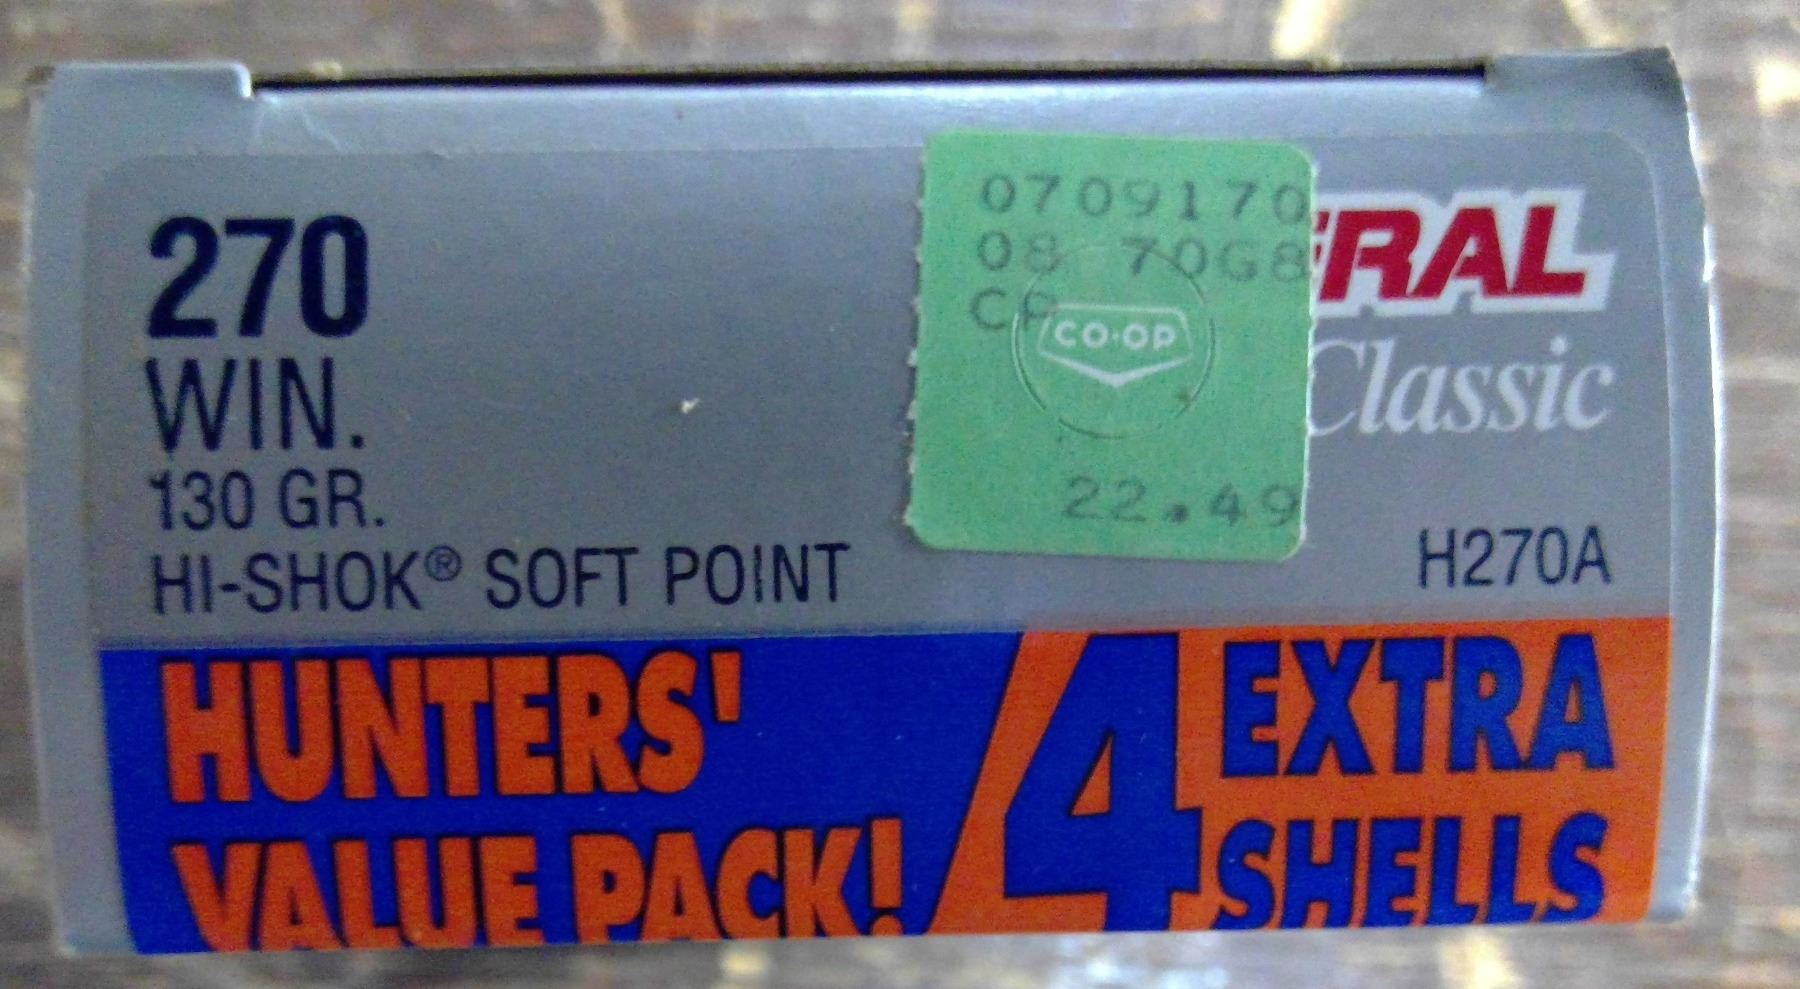 270
WIN.
130 GR.
HI-SHOK® SOFT POINT
0709170
08 70G8
CP
CO-OP
22.49
RAL
Classic
H270A
HUNTERS'
VALUE PACK!
4 EXTRA
SHELLS